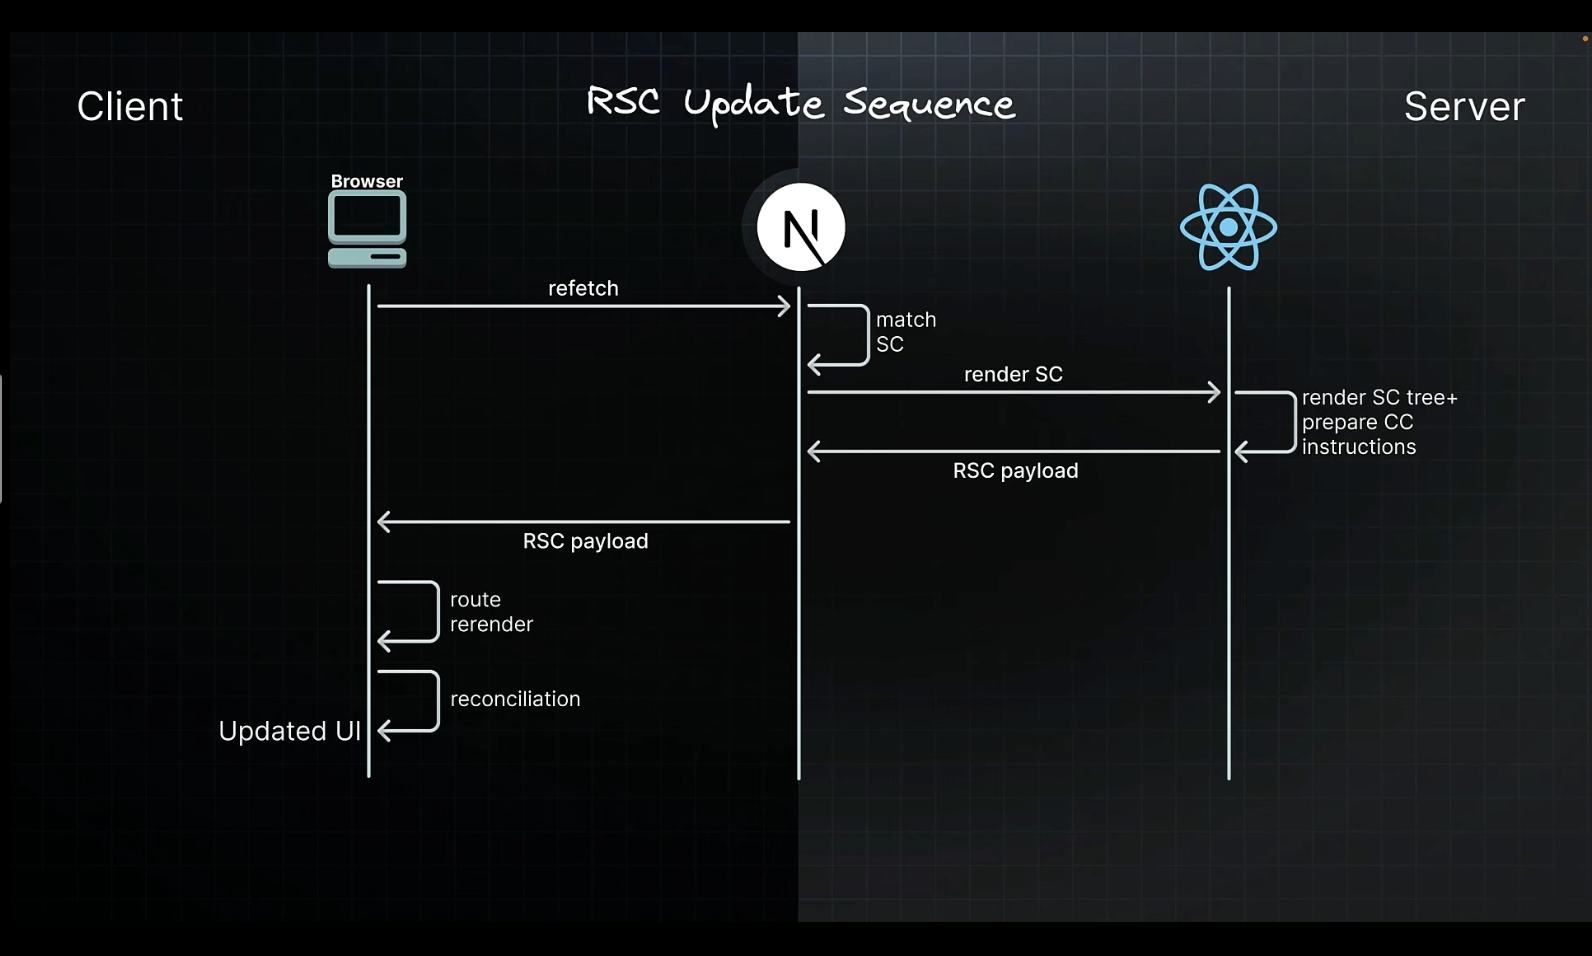 Client
RSC Update Sequence
Server
Browser
refetch
match
SC
render SC
render SC tree+
prepare CC
instructions
RSC payload
RSC payload
route
rerender
reconciliation
Updated UI